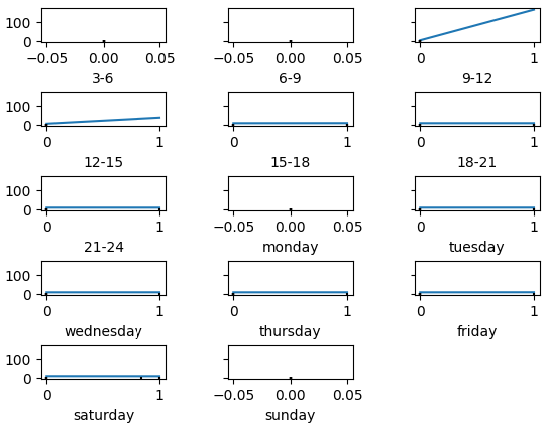 100
0
−0.05 0.00 0.05 −0.05 0.00 0.05 0 1
3-6 6-9 9-12
100
0
0 1 0 1 0 1
12-15 15-18 18-21
100
0
0 1 −0.05 0.00 0.05 0 1
21-24 monday tuesday
100
0
0 1 0 1 0 1
wednesday thursday friday
100
0
0 1 −0.05 0.00 0.05 0 1
saturday sunday